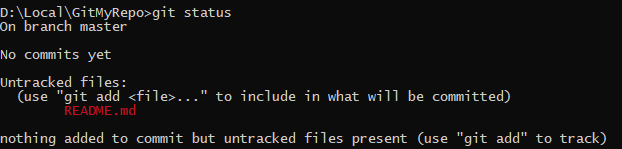 D:\Local\GitMyRepo>git status
On branch master
No commits yet
Untracked files:
(use "git add <file>..." to include in what will be committed)
README.md
nothing added to commit but untracked files present (use "git add" to track)